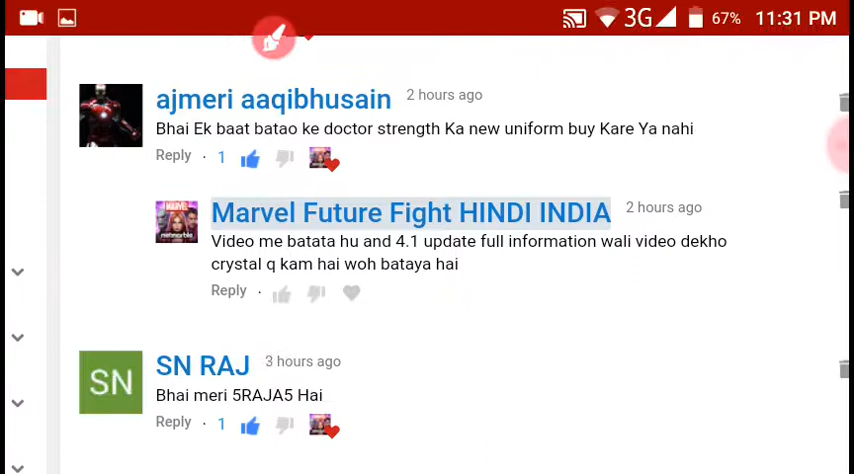 3G 67% 11:31 PM
ajmeri aaqibhusain 2 hours ago
Bhai Ek baat batao ke doctor strength Ka new uniform buy Kare Ya nahi
Reply · 1
Marvel Future Fight HINDI INDIA 2 hours ago
Video me batata hu and 4.1 update full information wali video dekho
crystal q kam hai woh bataya hai
Reply ·
SN RAJ 3 hours ago
SN
Bhai meri 5RAJA5 Hai
Reply · 1